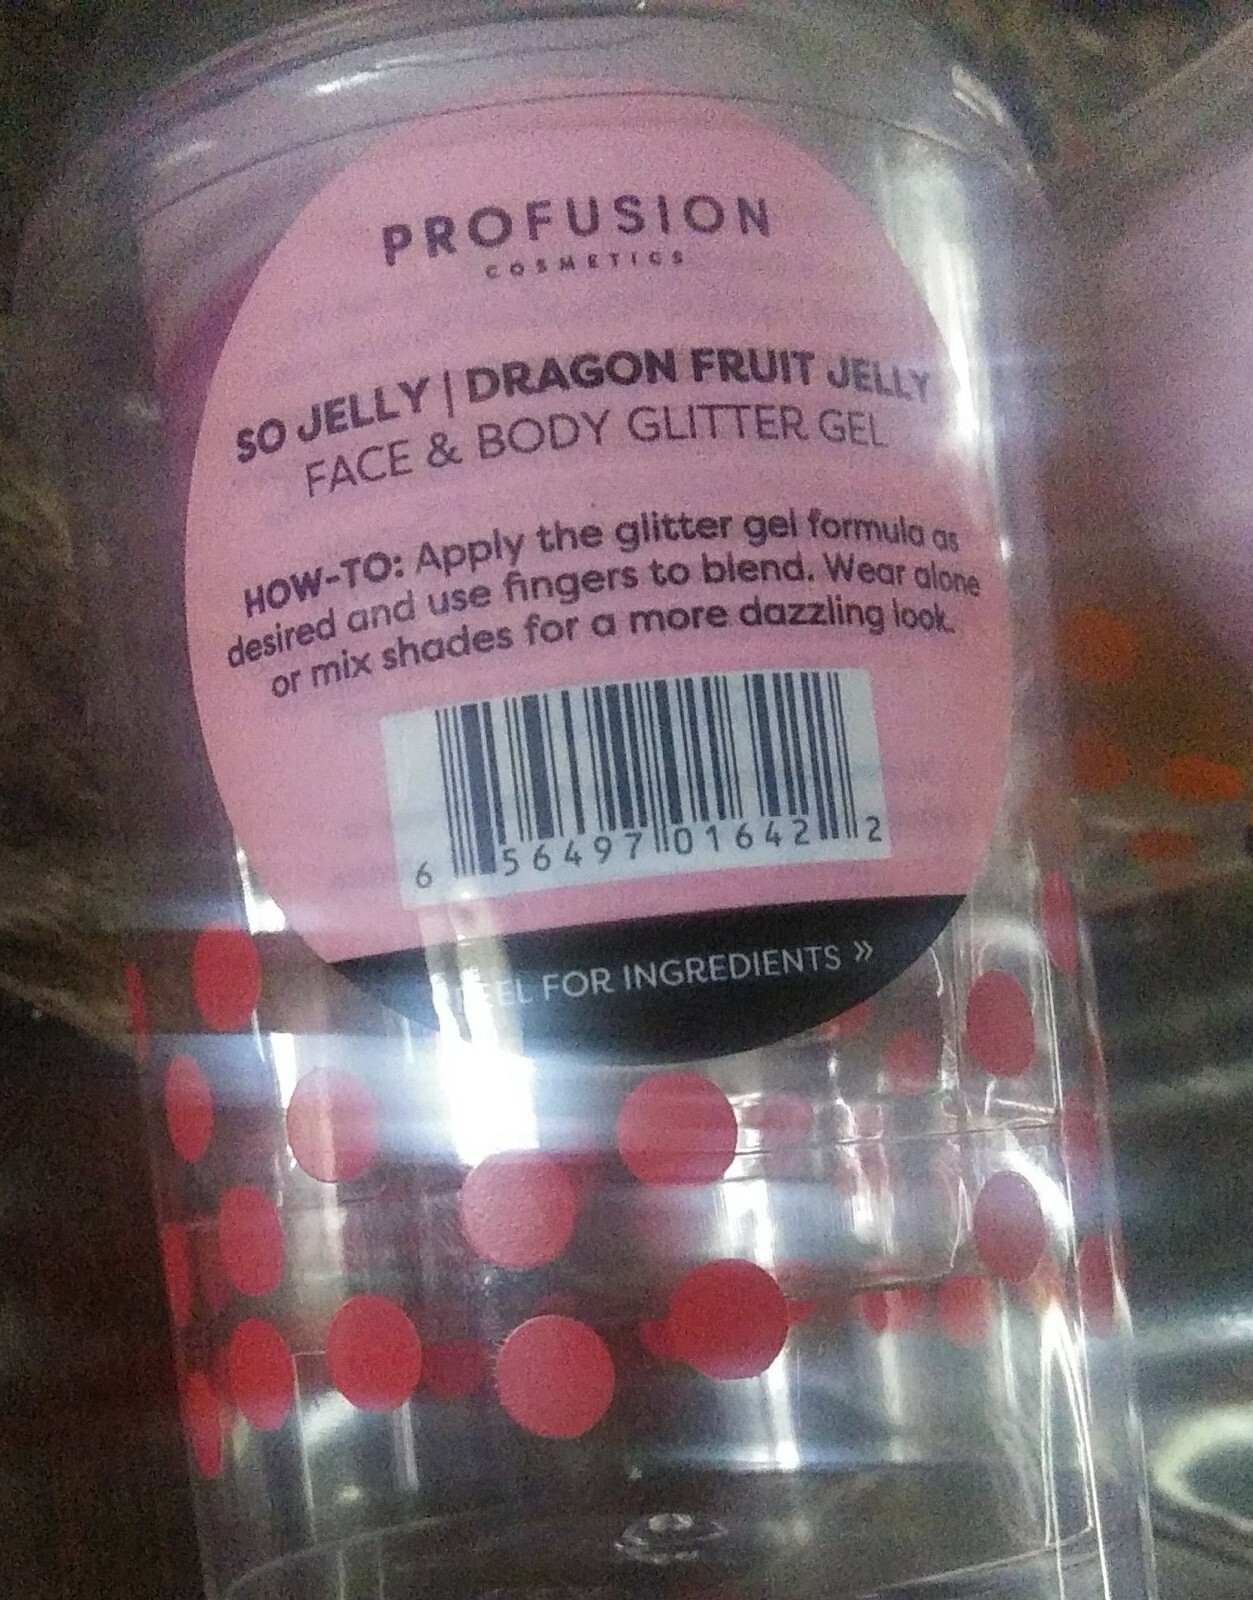 PROFUSION
COSMETICS
SO JELLY | DRAGON FRUIT JELLY
FACE & BODY GLITTER GEL
HOW-TO: Apply the glitter gel formula as
desired and use fingers to blend. Wear alone
or mix shades for a more dazzling look.
6 56497 01642 2
PEEL FOR INGREDIENTS »